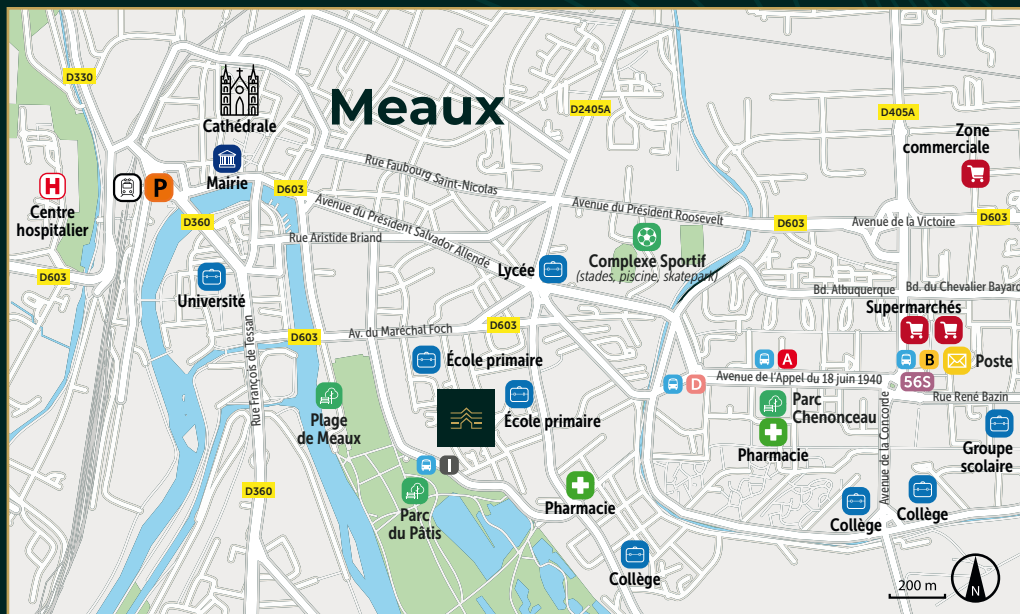 D330
Cathédrale
Meaux
D2405A
D405A
Zone
commerciale
H
Centre
hospitalier
P
Mairie
D603
D360
Rue Faubourg Saint-Nicolas
Avenue du Président Salvador Allende
Avenue du Président Roosevelt
D603
Avenue de la Victoire
D603
Rue Aristide Briand
Complexe Sportif
(stades, piscine, skatepark)
Lycée
D603
Université
Bd. Albuquerque
Bd. du Chevalier Bayard
Supermarchés
D603
Av. du Maréchal Foch
D603
Rue François de Tessan
École primaire
A
B
Poste
D
Avenue de l'Appel du 18 juin 1940
56S
École primaire
Plage
de Meaux
Parc
Chenonceau
Rue René Bazin
Pharmacie
Avenue de la Concorde
Groupe
scolaire
I
D360
Parc
du Pâtis
Pharmacie
Collège
Collège
Collège
200 m
N